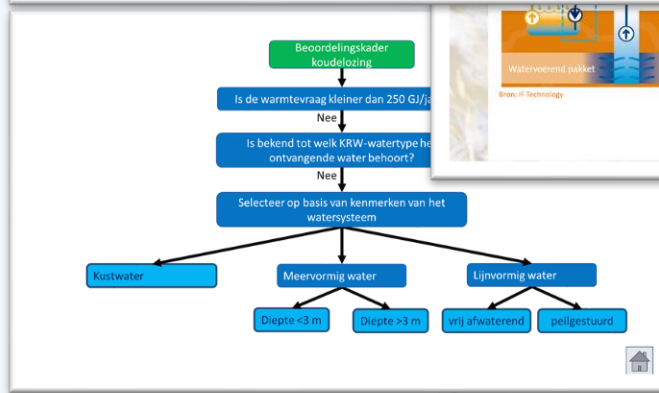 Watervoerend pakket
Bron: IF Technology
Beoordelingskader
koudelozing
Is de warmtevraag kleiner dan 250 GJ/ja
Nee
Is bekend tot welk KRW-watertype he
ontvangende water behoort?
Nee
Selecteer op basis van kenmerken van het
watersysteem
Kustwater
Meervormig water
Lijnvormig water
Diepte <3 m
Diepte >3 m
vrij afwaterend
peilgestuurd